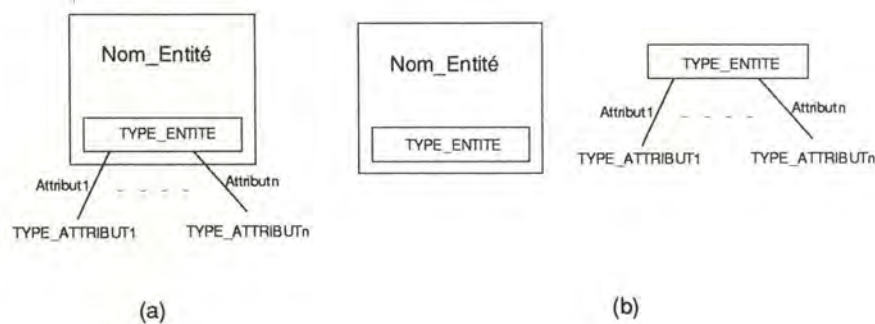 Nom_Entité
TYPE_ENTITE
Attribut1
Attributn
TYPE_ATTRIBUT1
TYPE_ATTRIBUTn
(a)
Nom_Entité
TYPE_ENTITE
TYPE_ENTITE
Attribut1
Attributn
TYPE_ATTRIBUT1
TYPE_ATTRIBUTn
(b)